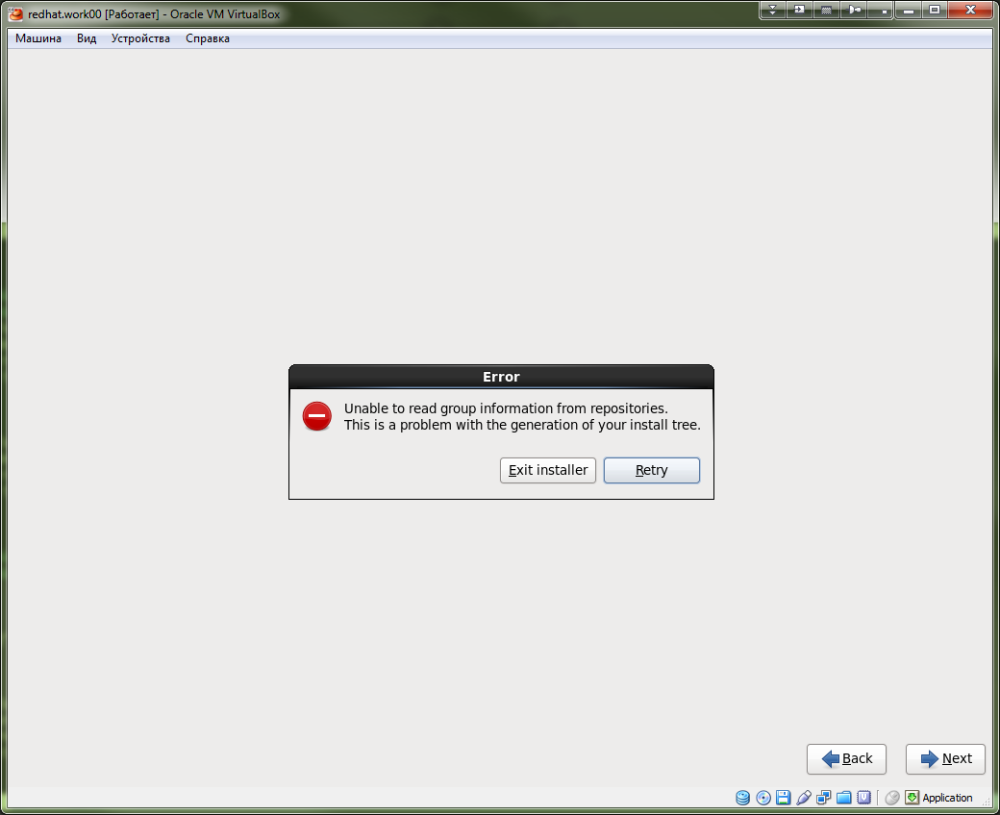 redhat.work00 [Работает] - Oracle VM VirtualBox
Машина Вид Устройства Справка
Error
Unable to read group information from repositories.
This is a problem with the generation of your install tree.
Exit installer Retry
Back Next
Application